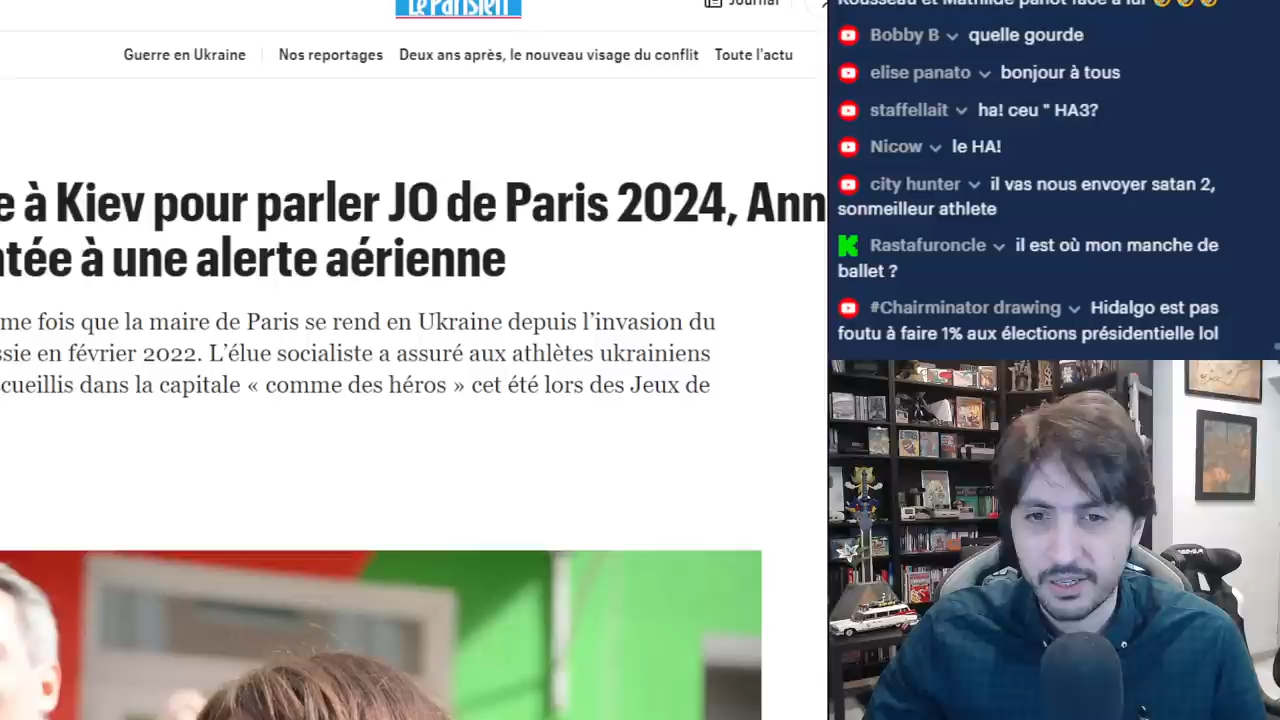 Le Parisien
Journal
Guerre en Ukraine
Nos reportages
Deux ans après, le nouveau visage du conflit
Toute l'actu
e à Kiev pour parler JO de Paris 2024, Ann
ntée à une alerte aérienne
me fois que la maire de Paris se rend en Ukraine depuis l'invasion du
ssie en février 2022. L'élue socialiste a assuré aux athlètes ukrainiens
cueillis dans la capitale « comme des héros » cet été lors des Jeux de
Rousseau et Mathilde panot face à lui 🤣🤣🤣
Bobby B quelle gourde
elise panato bonjour à tous
staffellait ha! ceu " HA3?
Nicow le HA!
city hunter il vas nous envoyer satan 2,
sonmeilleur athlete
Rastafuroncle il est où mon manche de
ballet ?
#Chairminator drawing Hidalgo est pas
foutu à faire 1% aux élections présidentielle lol